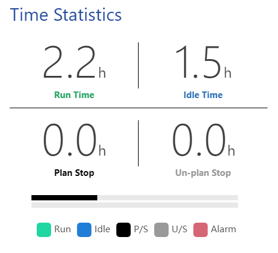 Time Statistics
2.2h 1.5h
Run Time Idle Time
0.0h 0.0h
Plan Stop Un-plan Stop
Run Idle P/S U/S Alarm